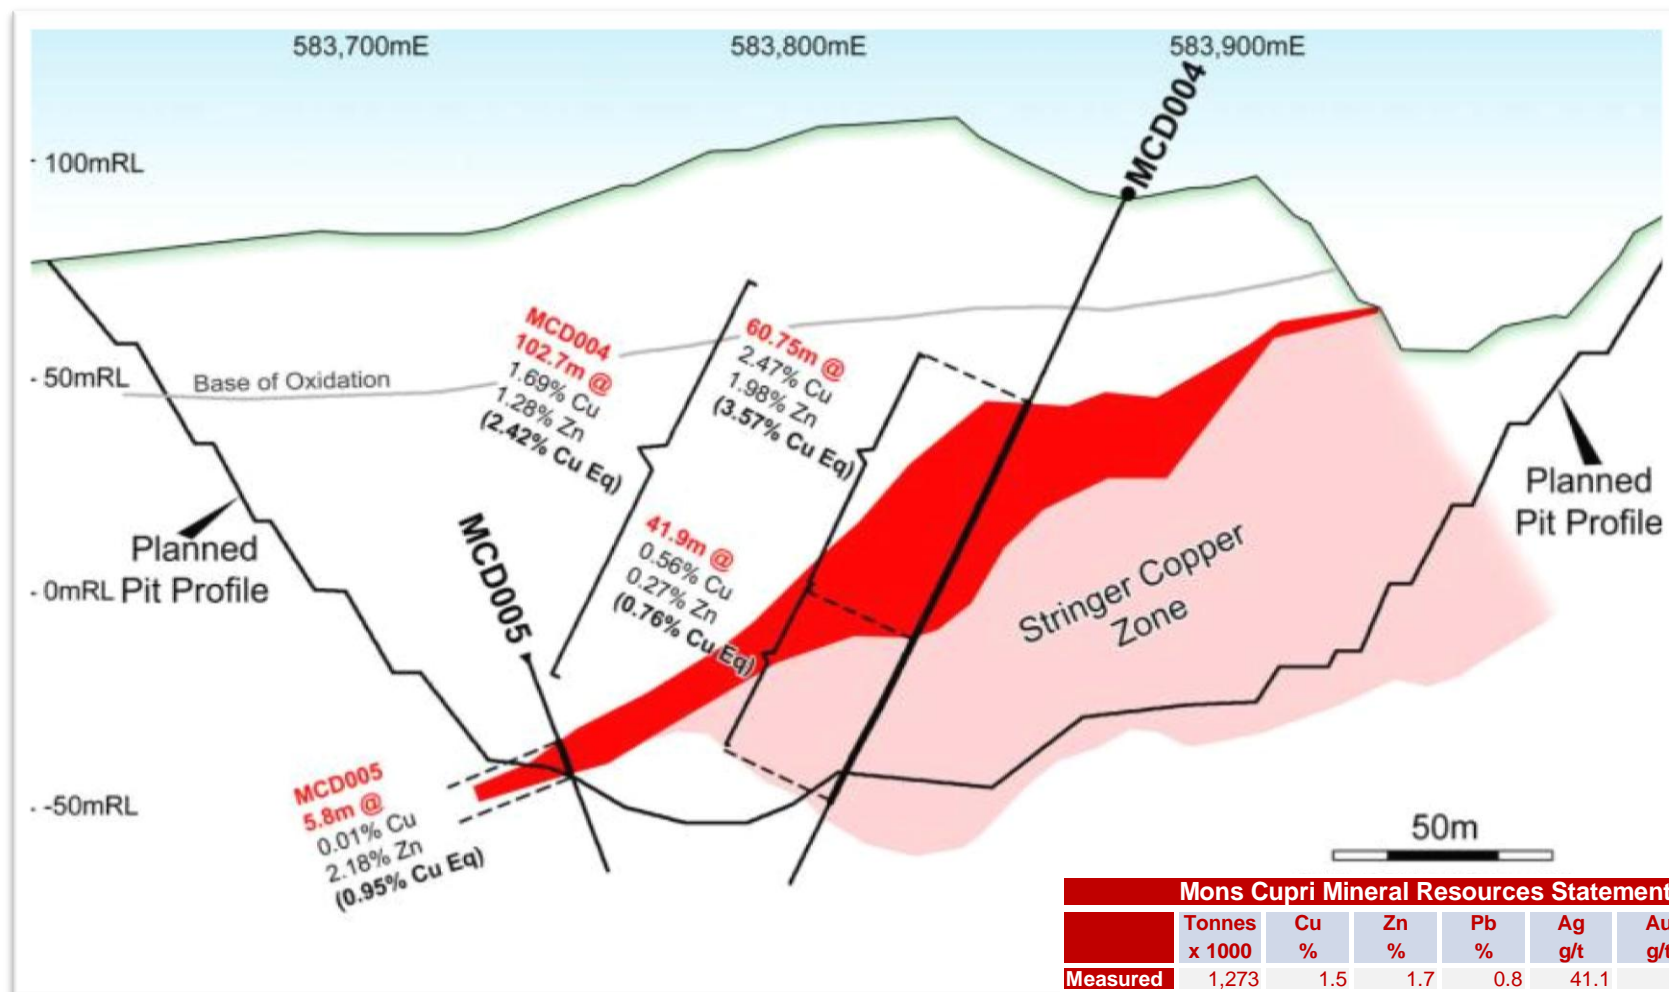 583,700mE
583,800mE
583,900mE
MCD004
100mRL
50mRL
0mRL
-50mRL
Base of Oxidation
MCD004
102.7m @
1.69% Cu
1.28% Zn
(2.42% Cu Eq)
60.75m @
2.47% Cu
1.98% Zn
(3.57% Cu Eq)
41.9m @
0.56% Cu
0.27% Zn
(0.76% Cu Eq)
MCD005
Planned
Pit Profile
Planned
Pit Profile
Stringer Copper
Zone
MCD005
5.8m @
0.01% Cu
2.18% Zn
(0.95% Cu Eq)
50m
Mons Cupri Mineral Resources Statement
Tonnes Cu Zn Pb Ag Au
x 1000 % % % g/t g/t
Measured 1,273 1.5 1.7 0.8 41.1